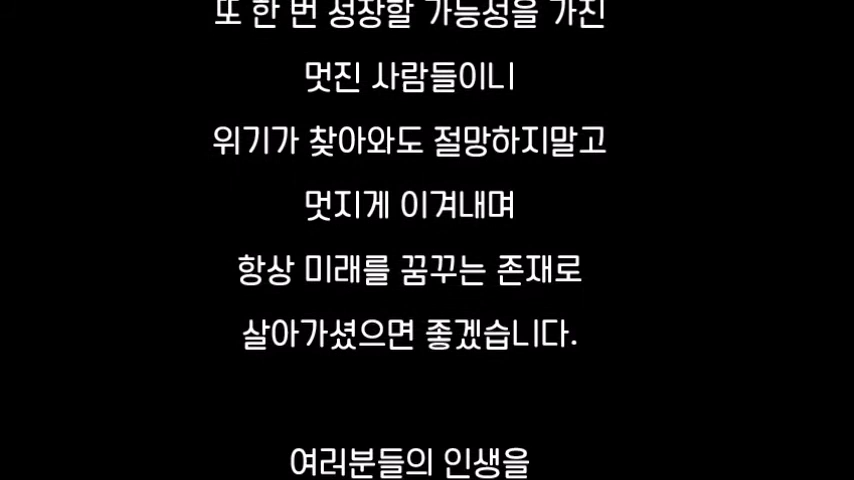 또 한 번 성장할 가능성을 가진
멋진 사람들이니
위기가 찾아와도 절망하지말고
멋지게 이겨내며
항상 미래를 꿈꾸는 존재로
살아가셨으면 좋겠습니다.
여러분들의 인생을